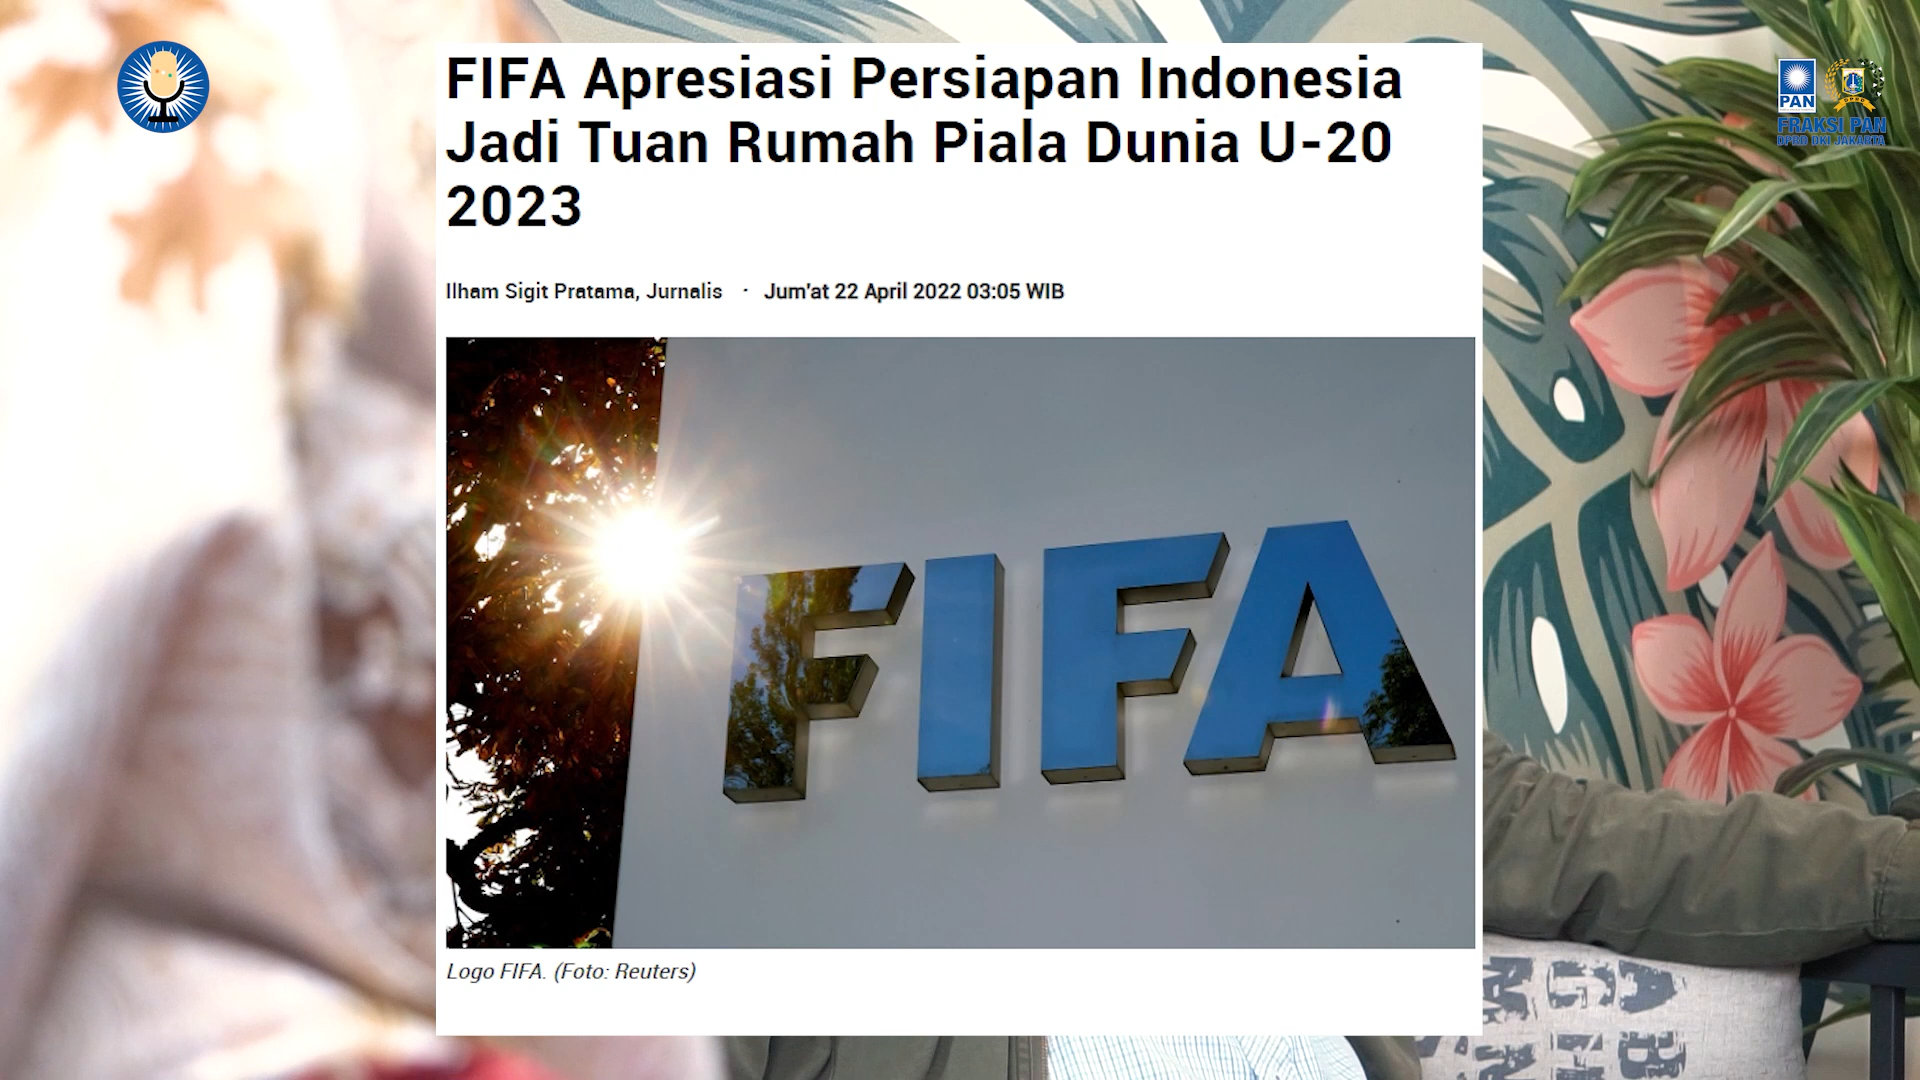 FIFA Apresiasi Persiapan Indonesia
Jadi Tuan Rumah Piala Dunia U-20
2023
Ilham Sigit Pratama, Jurnalis · Jum'at 22 April 2022 03:05 WIB
FIFA
Logo FIFA. (Foto: Reuters)
PAN
FRAKSI PAN
DPRD DKI JAKARTA